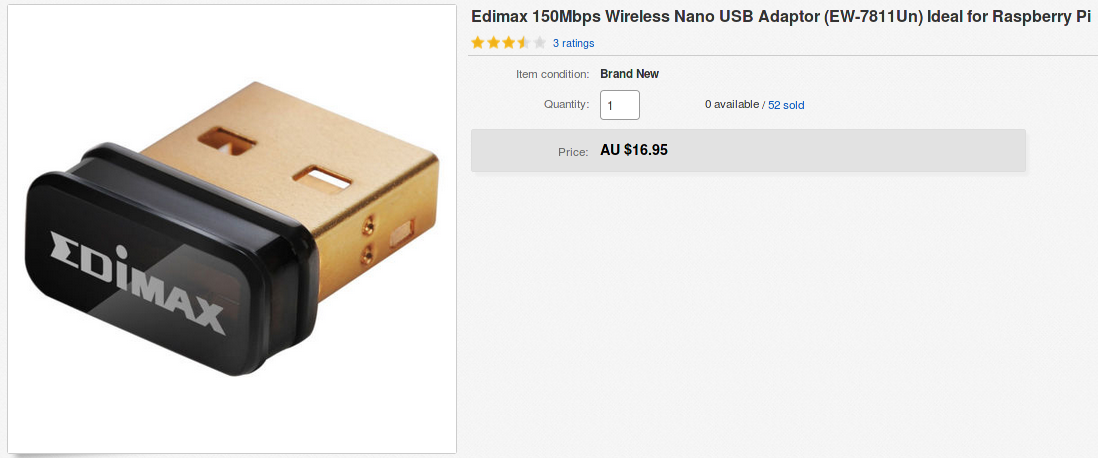 Edimax 150Mbps Wireless Nano USB Adaptor (EW-7811Un) Ideal for Raspberry Pi
3 ratings
Item condition: Brand New
Quantity: 1 0 available / 52 sold
Price: AU $16.95
EDiMAX